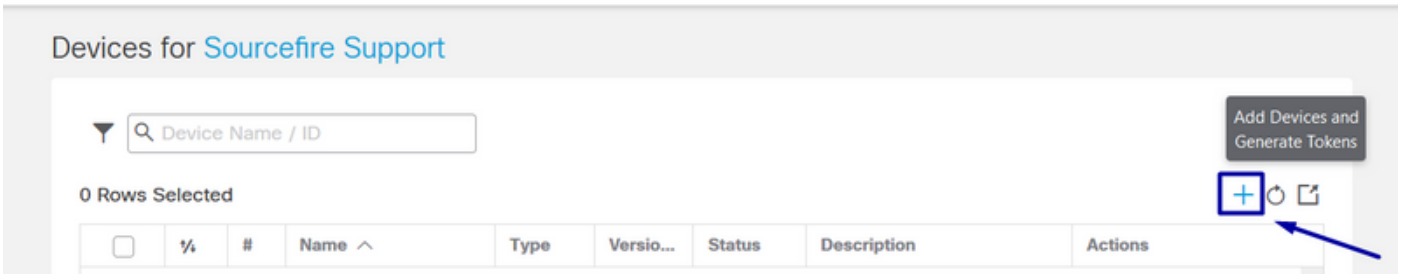 Devices for Sourcefire Support
Device Name / ID
Add Devices and
Generate Tokens
0 Rows Selected
# Name Type Versio... Status Description Actions